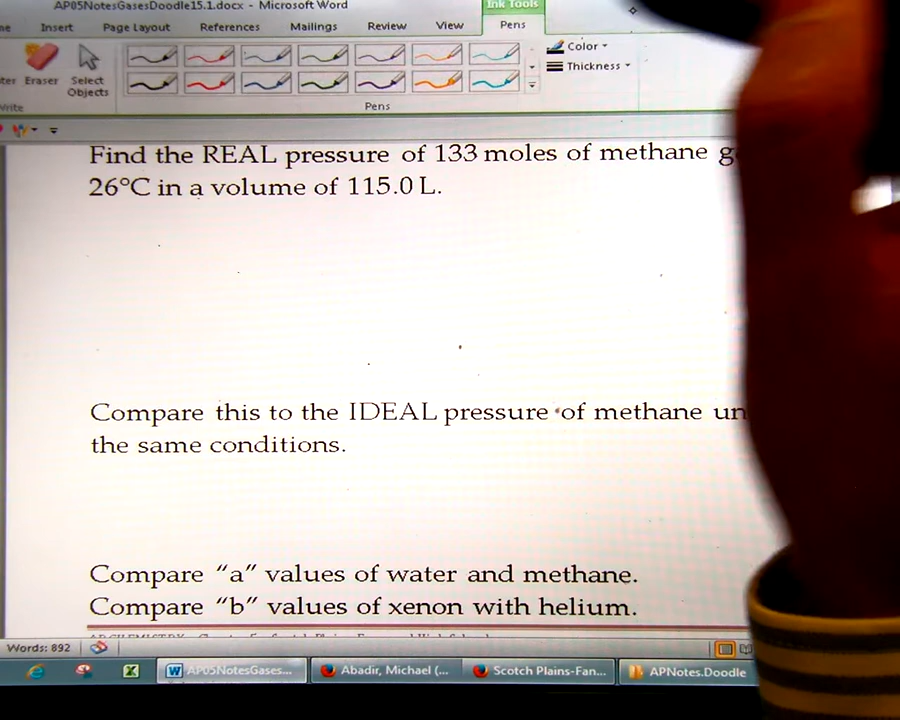 AP05NotesGasesDoodle15.1.docx - Microsoft Word Ink Tools
Insert Page Layout References Mailings Review View Pens
Color
Eraser Select Objects Thickness
Pens
Find the REAL pressure of 133 moles of methane
26°C in a volume of 115.0 L.
Compare this to the IDEAL pressure of methane
the same conditions.
Compare "a" values of water and methane.
Compare "b" values of xenon with helium.
Words: 892
AP05NotesGases... Abadir, Michael (... Scotch Plains-Fan... APNotes.Doodle